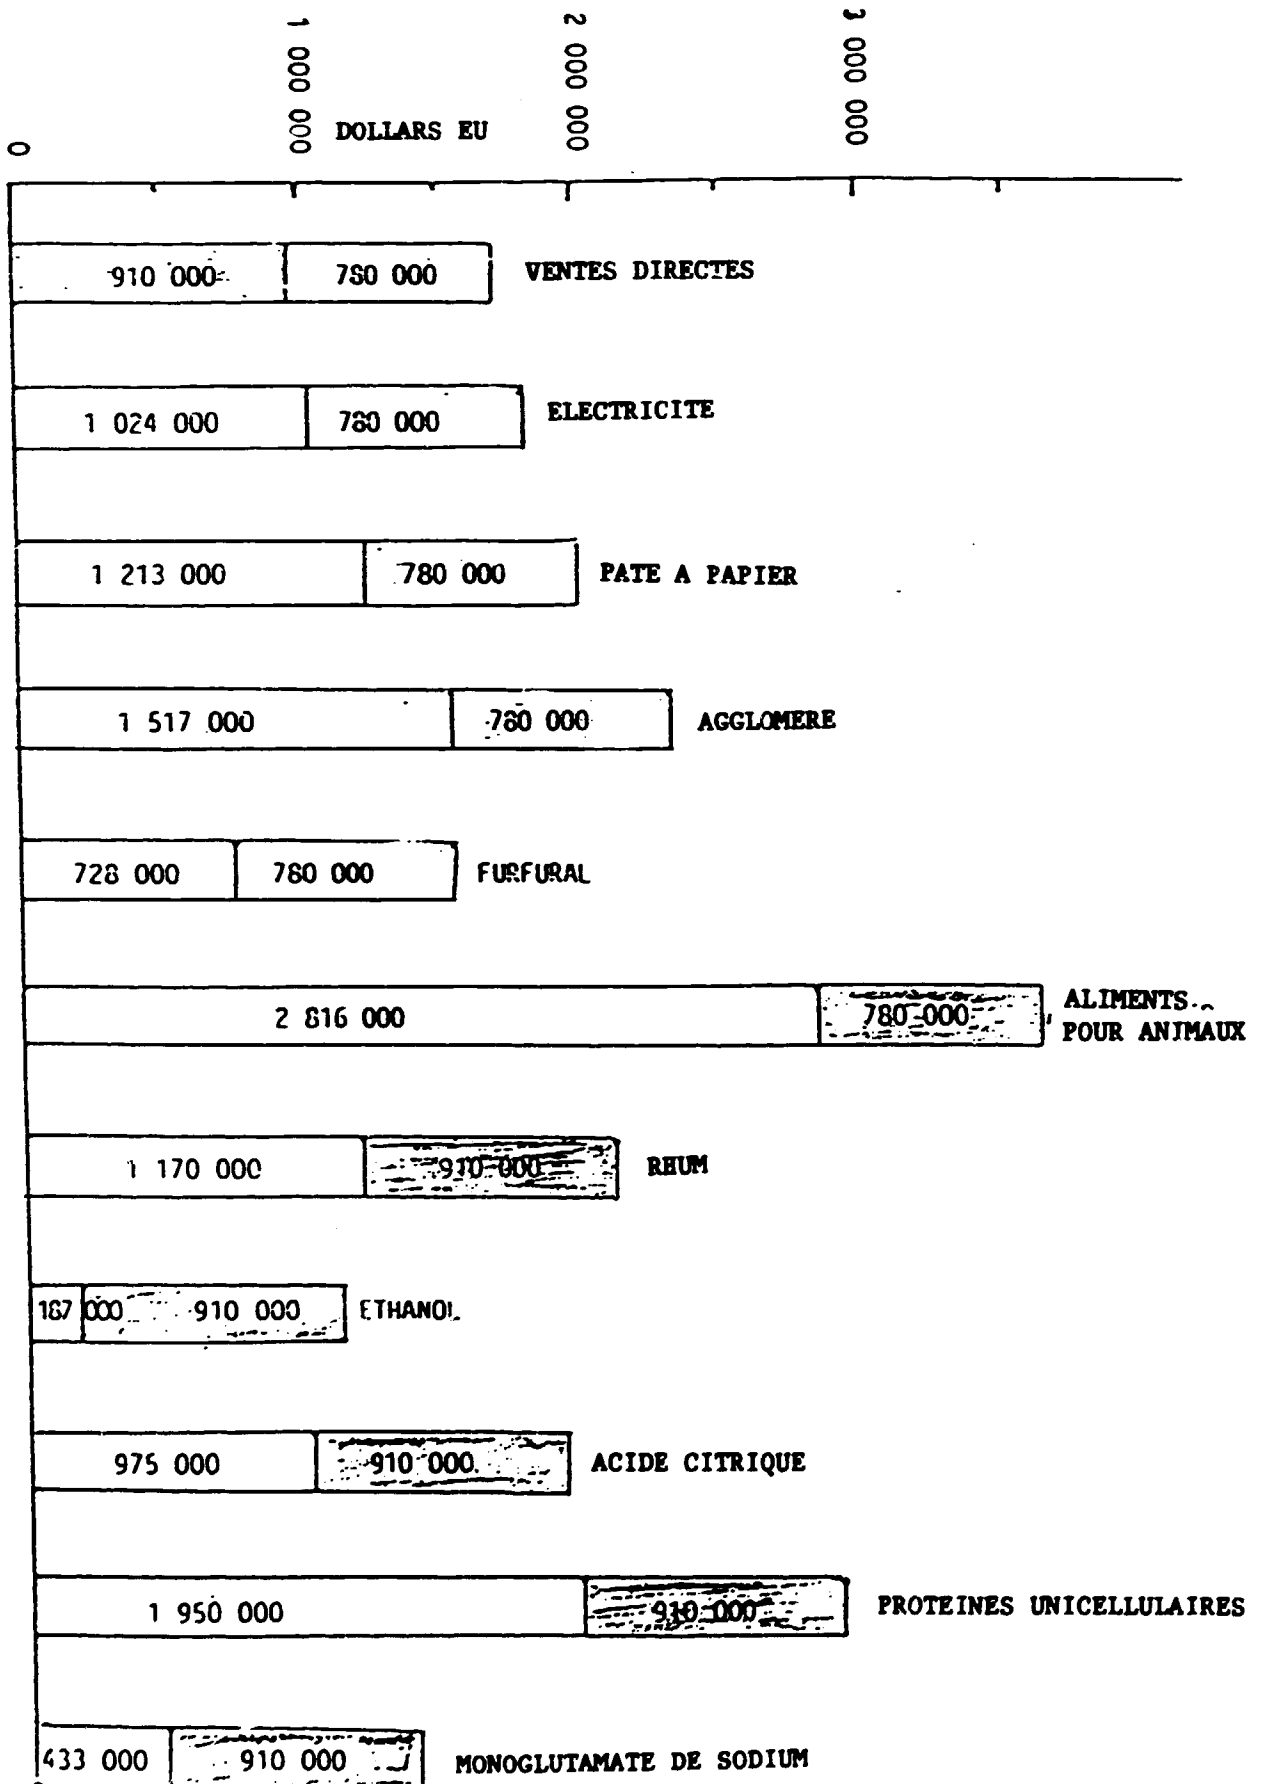 0
1 000 000
2 000 000
3 000 000
DOLLARS EU
910 000 780 000 VENTES DIRECTES
1 024 000 780 000 ELECTRICITE
1 213 000 780 000 PATE A PAPIER
1 517 000 780 000 AGGLOMERE
728 000 780 000 FURFURAL
2 816 000 780 000 ALIMENTS
POUR ANIMAUX
1 170 000 910 000 RHUM
187 000 910 000 ETHANOL
975 000 910 000 ACIDE CITRIQUE
1 950 000 910 000 PROTEINES UNICELLULAIRES
433 000 910 000 MONOGLUTAMATE DE SODIUM